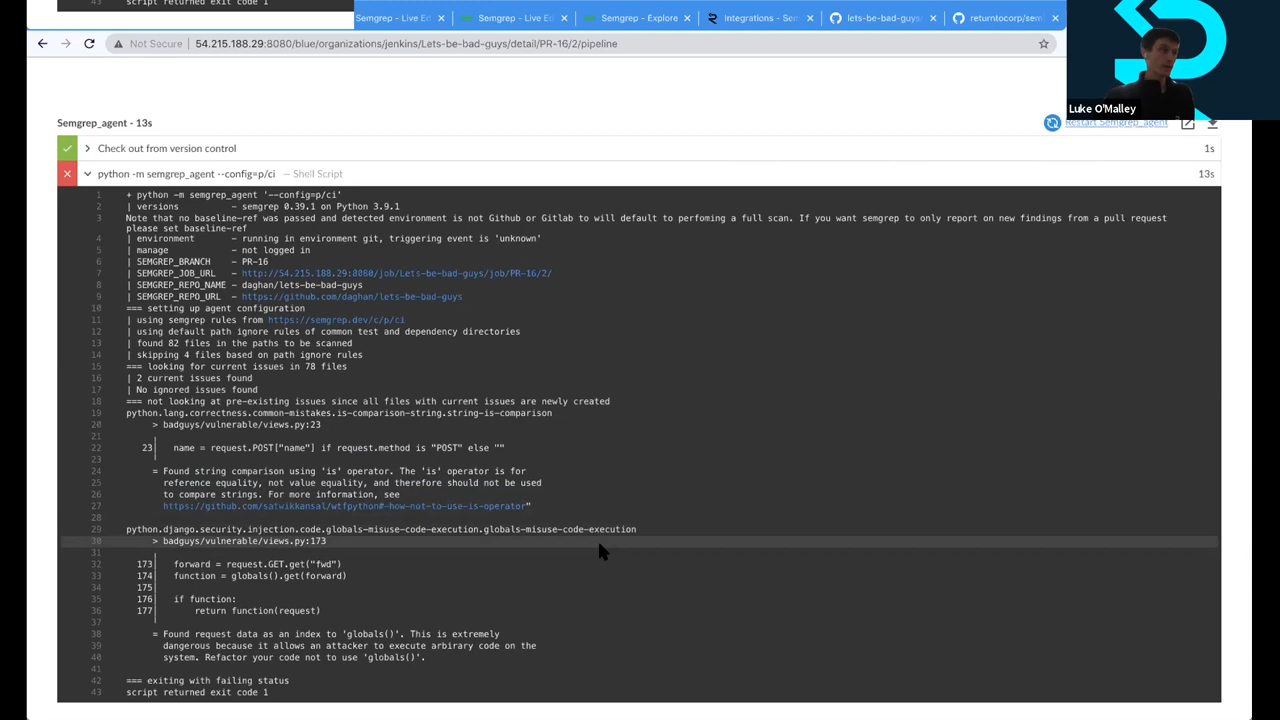 43 script returned exit code 1
Semgrep - Live Ed
Semgrep - Live Ed
Semgrep - Explore
Integrations - Sem
lets-be-bad-guys
returntocorp/sem
Not Secure 54.215.188.29:8080/blue/organizations/jenkins/Lets-be-bad-guys/detail/PR-16/2/pipeline
Luke O'Malley
Semgrep_agent - 13s
Restart Semgrep_agent
Check out from version control 1s
python -m semgrep_agent --config=p/ci — Shell Script 13s
1 + python -m semgrep_agent '--config=p/ci'
2 | versions - semgrep 0.39.1 on Python 3.9.1
3 Note that no baseline-ref was passed and detected environment is not Github or Gitlab to will default to perfoming a full scan. If you want semgrep to only report on new findings from a pull request
please set baseline-ref
4 | environment - running in environment git, triggering event is 'unknown'
5 | manage - not logged in
6 | SEMGREP_BRANCH - PR-16
7 | SEMGREP_JOB_URL - http://54.215.188.29:8080/job/Lets-be-bad-guys/job/PR-16/2/
8 | SEMGREP_REPO_NAME - daghan/lets-be-bad-guys
9 | SEMGREP_REPO_URL - https://github.com/daghan/lets-be-bad-guys
10 === setting up agent configuration
11 | using semgrep rules from https://semgrep.dev/c/p/ci
12 | using default path ignore rules of common test and dependency directories
13 | found 82 files in the paths to be scanned
14 | skipping 4 files based on path ignore rules
15 === looking for current issues in 78 files
16 | 2 current issues found
17 | No ignored issues found
18 === not looking at pre-existing issues since all files with current issues are newly created
19 python.lang.correctness.common-mistakes.is-comparison-string.string-is-comparison
20 > badguys/vulnerable/views.py:23
21
22 23| name = request.POST["name"] if request.method is "POST" else ""
23
24 = Found string comparison using 'is' operator. The 'is' operator is for
25 reference equality, not value equality, and therefore should not be used
26 to compare strings. For more information, see
27 https://github.com/satwikkansal/wtfpython#-how-not-to-use-is-operator"
28
29 python.django.security.injection.code.globals-misuse-code-execution.globals-misuse-code-execution
30 > badguys/vulnerable/views.py:173
31
32 173| forward = request.GET.get("fwd")
33 174| function = globals().get(forward)
34 175|
35 176| if function:
36 177| return function(request)
37
38 = Found request data as an index to 'globals()'. This is extremely
39 dangerous because it allows an attacker to execute arbirary code on the
40 system. Refactor your code not to use 'globals()'.
41
42 === exiting with failing status
43 script returned exit code 1